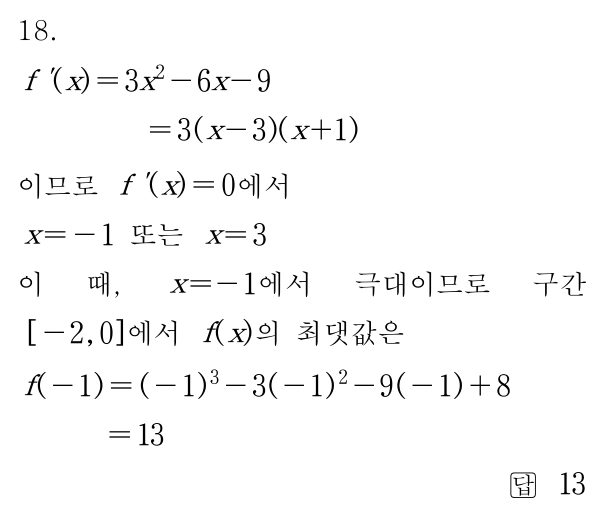 18.
f ′(x)=3x²−6x−9
=3(x−3)(x+1)
이므로 f ′(x)=0에서
x=−1 또는 x=3
이 때, x=−1에서 극대이므로 구간
[−2,0]에서 f(x)의 최댓값은
f(−1)=(−1)³−3(−1)²−9(−1)+8
=13
답 13